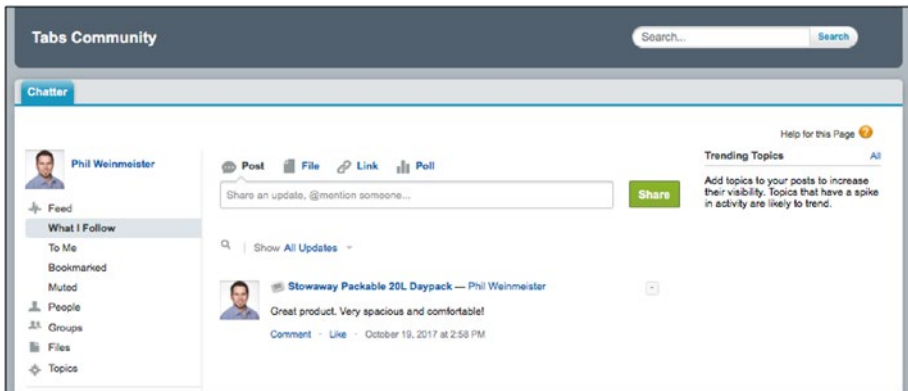 Tabs Community
Search...
Search
Chatter
Help for this Page
Phil Weinmeister
Feed
What I Follow
To Me
Bookmarked
Muted
People
Groups
Files
Topics
Post File Link Poll
Share an update, @mention someone...
Share
Show All Updates
Stowaway Packable 20L Daypack — Phil Weinmeister
Great product. Very spacious and comfortable!
Comment · Like · October 19, 2017 at 2:58 PM
Trending Topics
All
Add topics to your posts to increase
their visibility. Topics that have a spike
in activity are likely to trend.